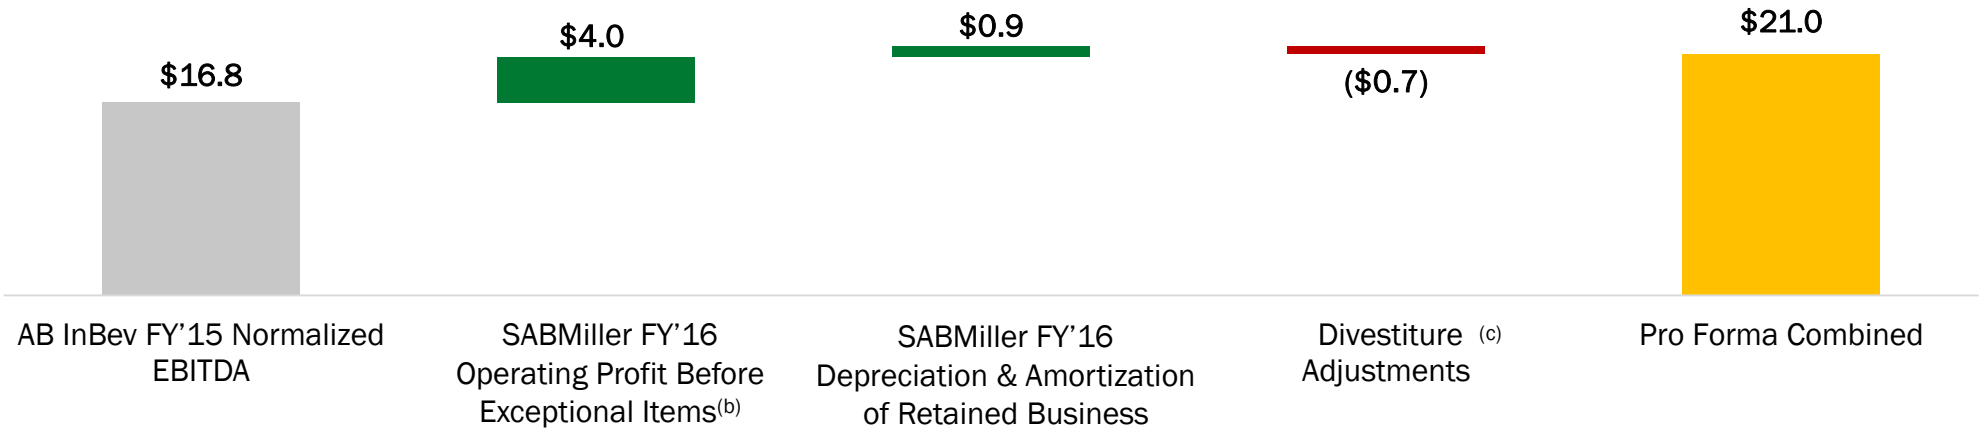 $16.8
$4.0
$0.9
($0.7)
$21.0
AB InBev FY’15 Normalized
EBITDA
SABMiller FY’16
Operating Profit Before
Exceptional Items(b)
SABMiller FY’16
Depreciation & Amortization
of Retained Business
Divestiture (c)
Adjustments
Pro Forma Combined